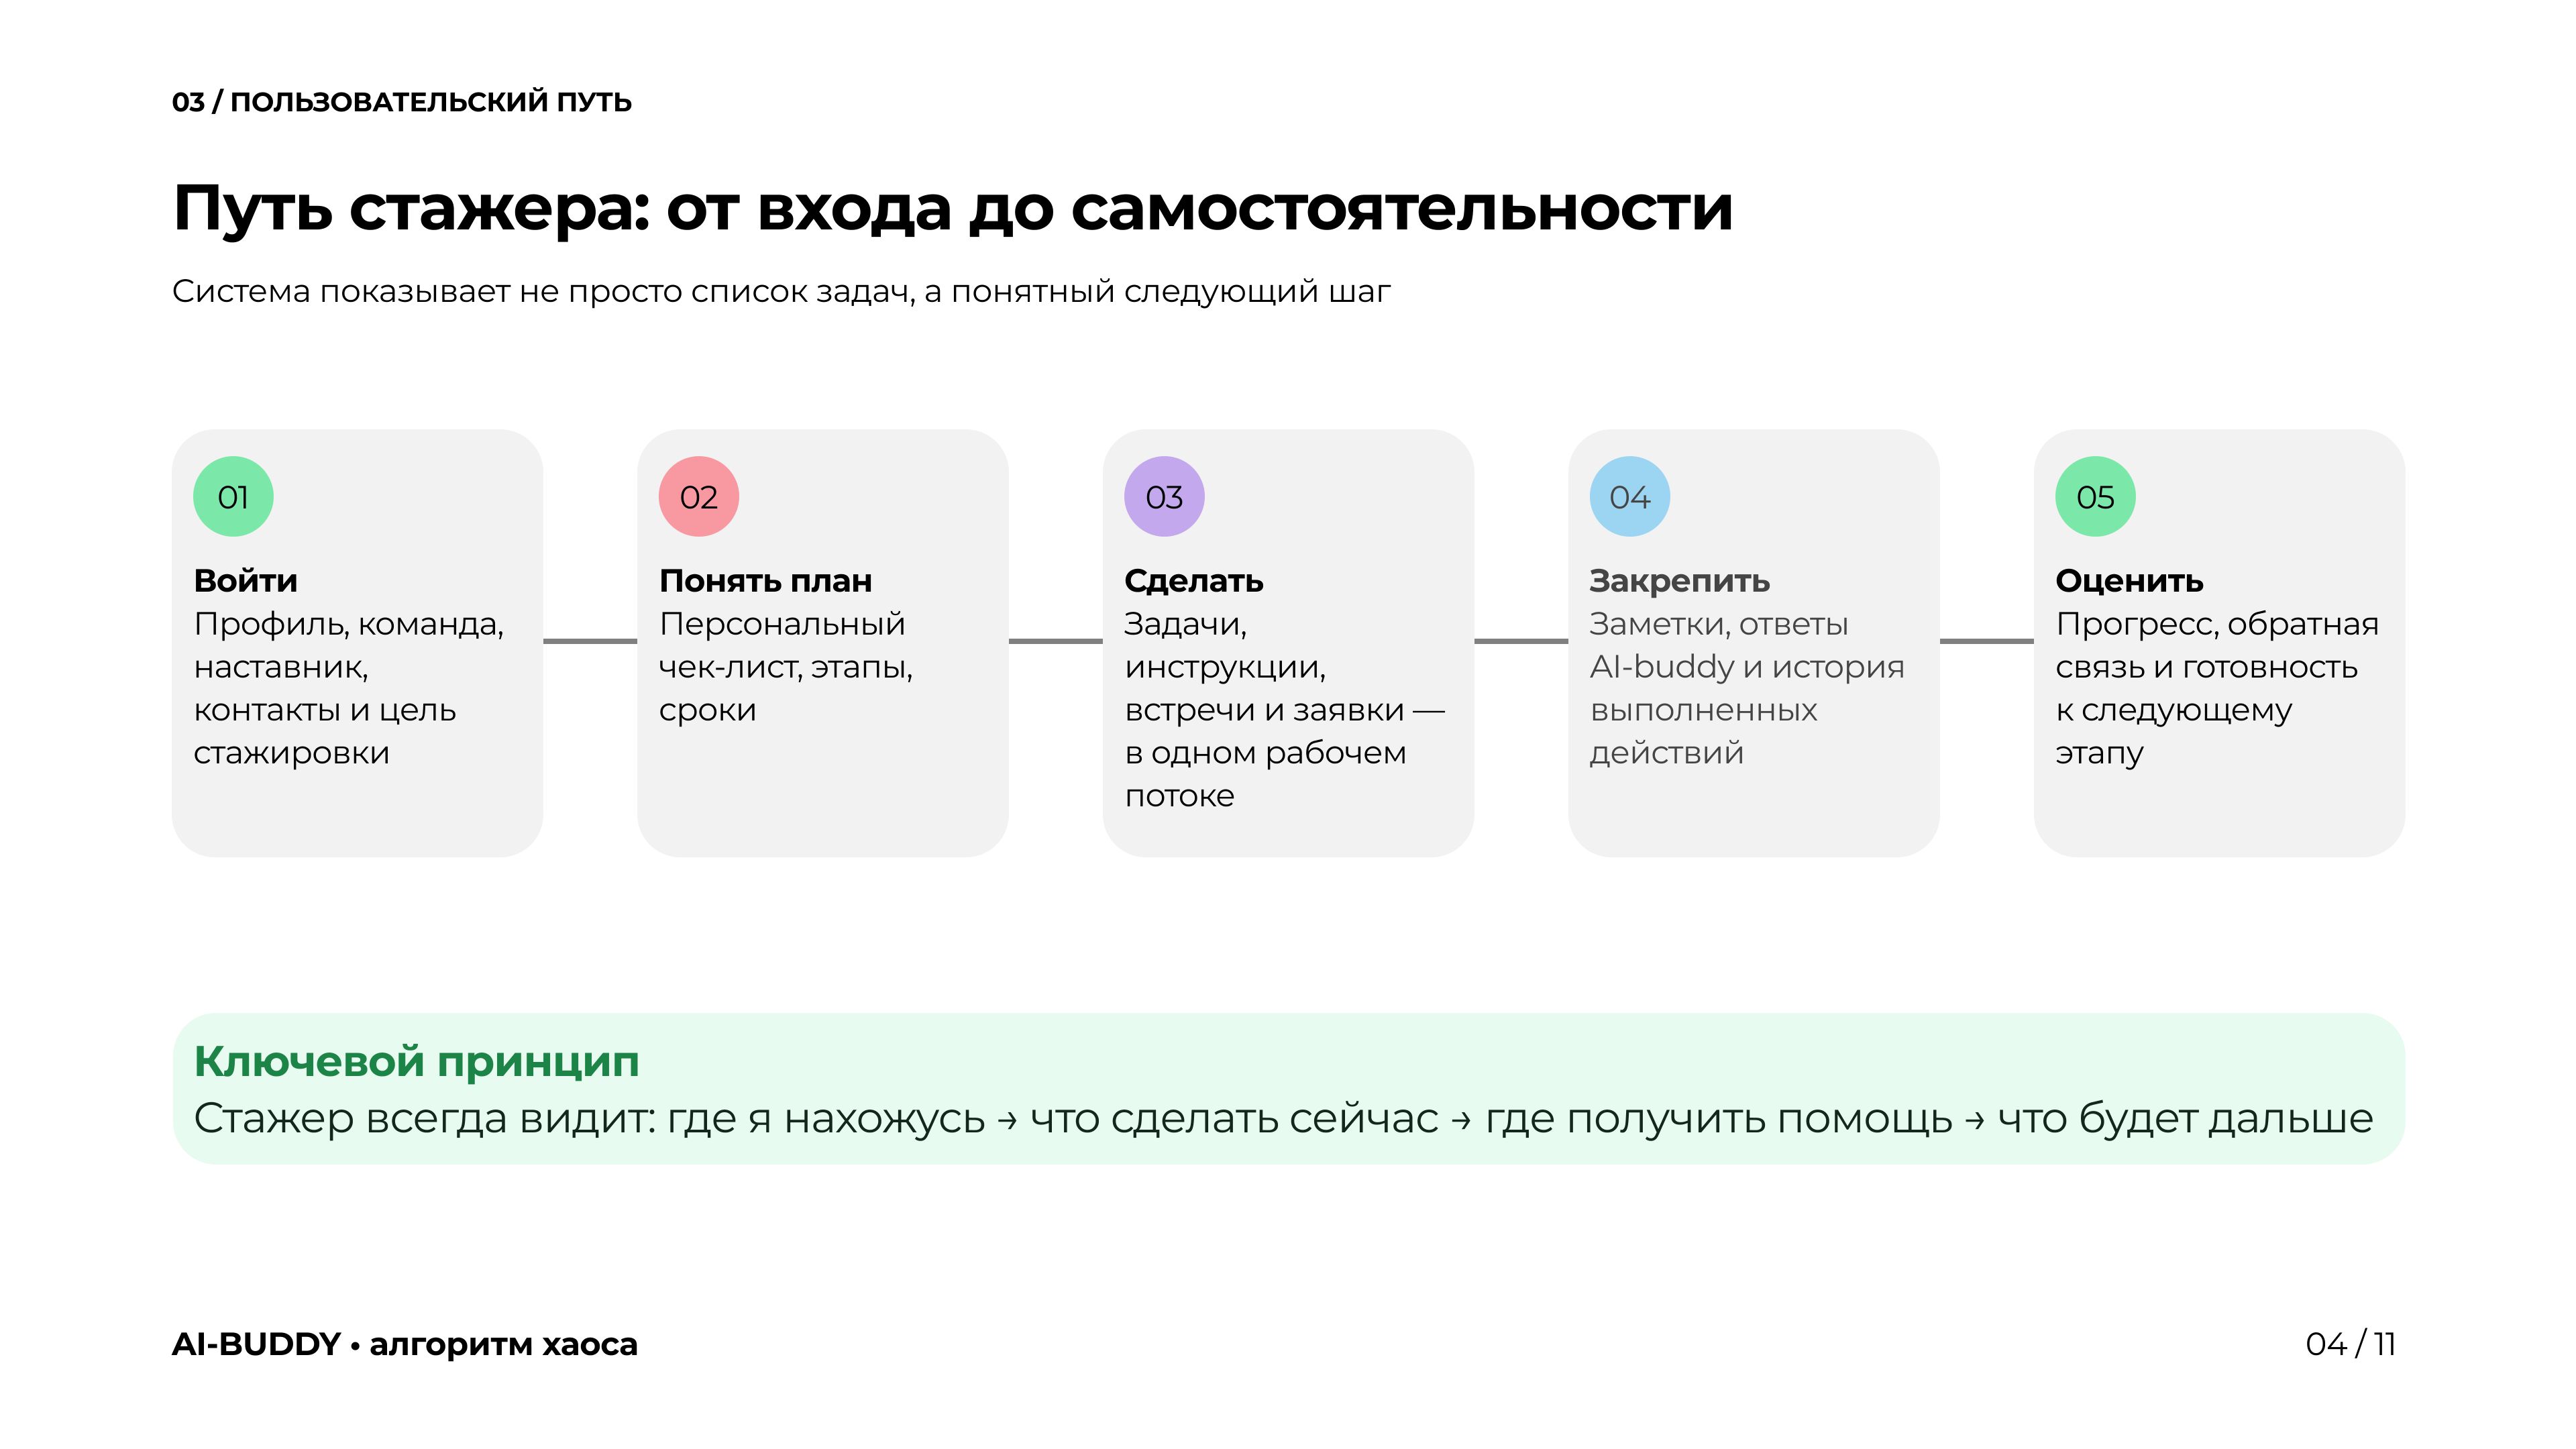 03 / ПОЛЬЗОВАТЕЛЬСКИЙ ПУТЬ
Путь стажера: от входа до самостоятельности
Система показывает не просто список задач, а понятный следующий шаг
01
Войти
Профиль, команда,
наставник,
контакты и цель
стажировки
02
Понять план
Персональный
чек-лист, этапы,
сроки
03
Сделать
Задачи,
инструкции,
встречи и заявки —
в одном рабочем
потоке
04
Закрепить
Заметки, ответы
AI-buddy и история
выполненных
действий
05
Оценить
Прогресс, обратная
связь и готовность
к следующему
этапу
Ключевой принцип
Стажер всегда видит: где я нахожусь → что сделать сейчас → где получить помощь → что будет дальше
AI-BUDDY • алгоритм хаоса
04 / 11